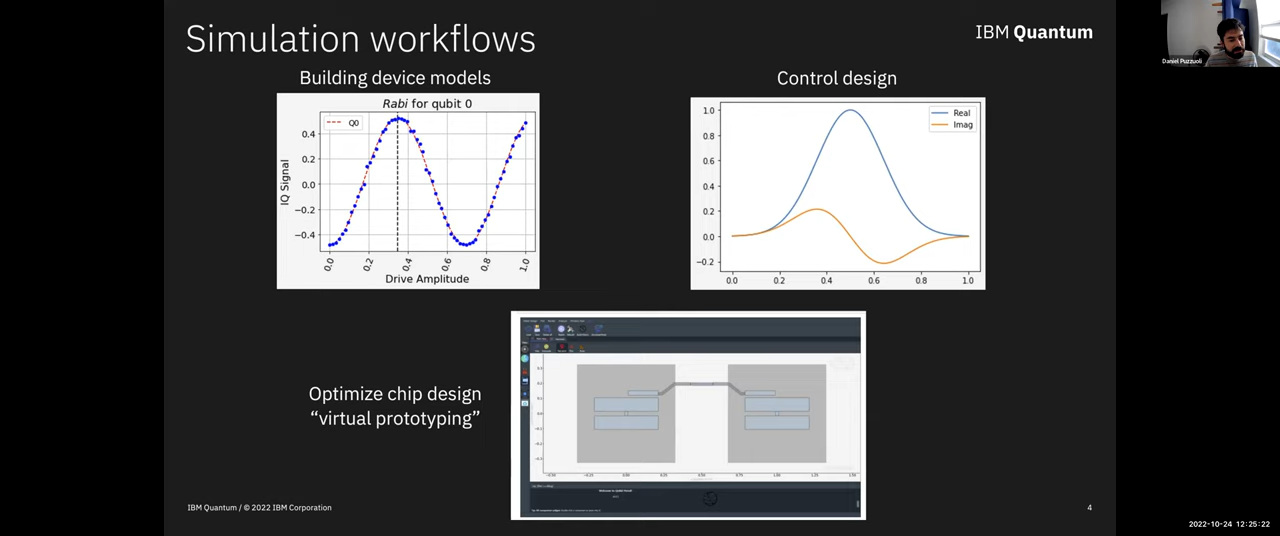 Simulation workflows
IBM Quantum
Daniel Puzzuoli
Building device models
Control design
Rabi for qubit 0
Q0
IQ Signal
0.4
0.2
0.0
−0.2
−0.4
0.0 0.2 0.4 0.6 0.8 1.0
Drive Amplitude
Real
Imag
1.0
0.8
0.6
0.4
0.2
0.0
−0.2
0.0 0.2 0.4 0.6 0.8 1.0
Optimize chip design
“virtual prototyping”
IBM Quantum / © 2022 IBM Corporation
4
2022-10-24 12:25:22